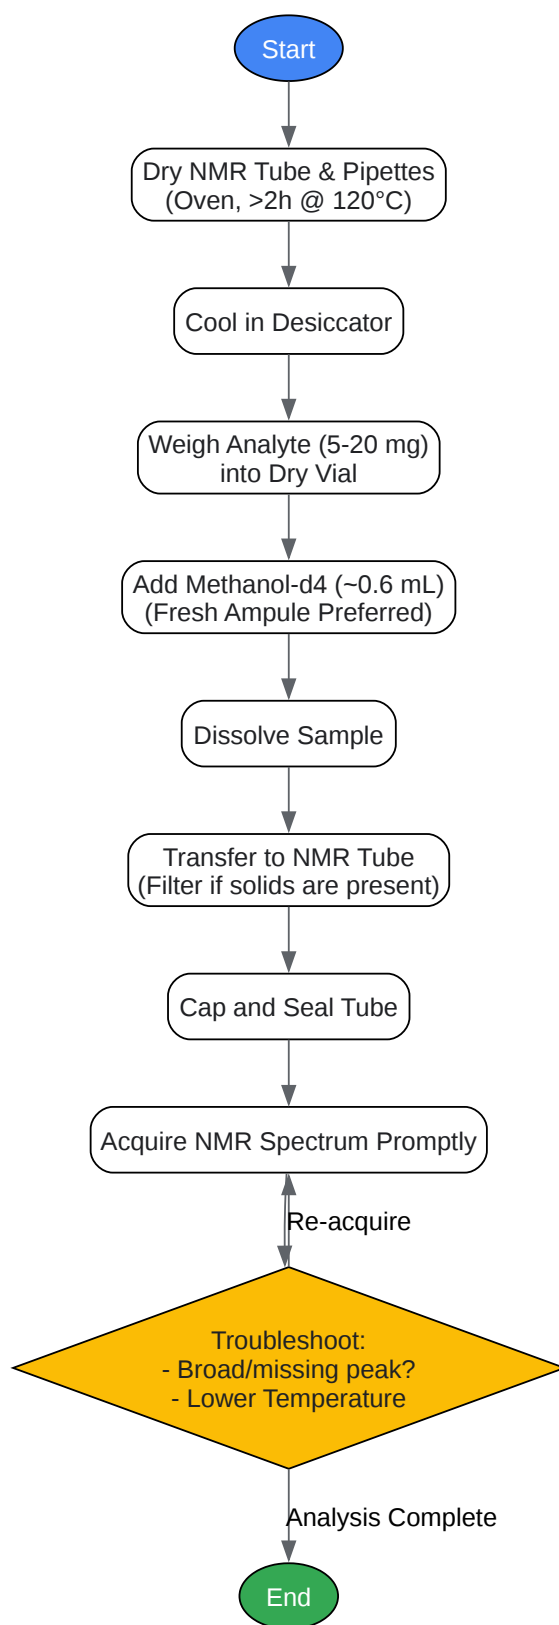 Start
Dry NMR Tube & Pipettes
(Oven, >2h @ 120°C)
Cool in Desiccator
Weigh Analyte (5-20 mg)
into Dry Vial
Add Methanol-d4 (~0.6 mL)
(Fresh Ampule Preferred)
Dissolve Sample
Transfer to NMR Tube
(Filter if solids are present)
Cap and Seal Tube
Acquire NMR Spectrum Promptly
Re-acquire
Troubleshoot:
- Broad/missing peak?
- Lower Temperature
Analysis Complete
End